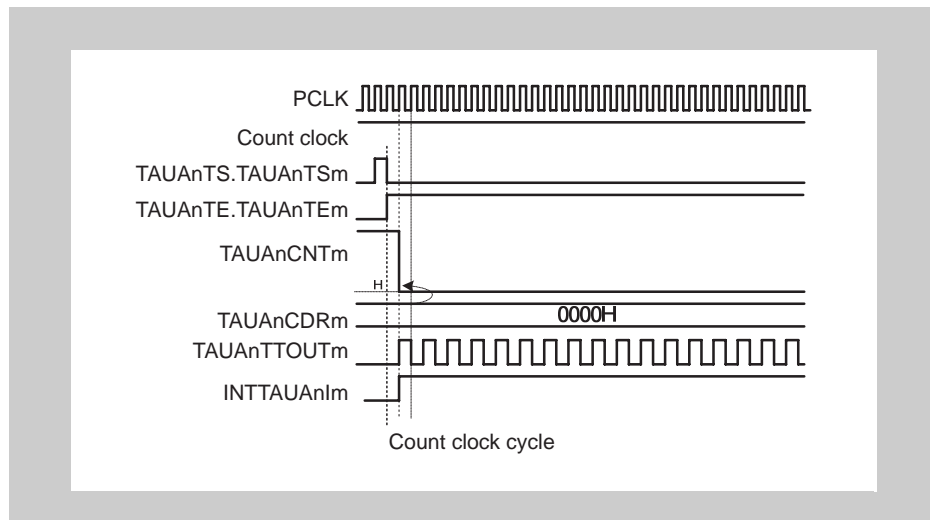 PCLK
Count clock
TAUAnTS.TAUAnTSm
TAUAnTE.TAUAnTEm
TAUAnCNTm
H
TAUAnCDRm
0000H
TAUAnTTOUTm
INTTAUAnIm
Count clock cycle